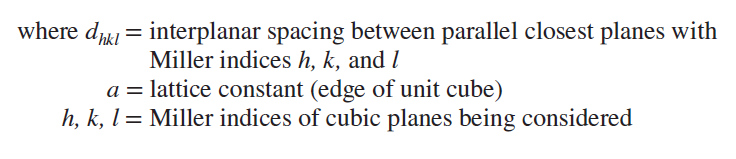 where d_hkl = interplanar spacing between parallel closest planes with
Miller indices h, k, and l
a = lattice constant (edge of unit cube)
h, k, l = Miller indices of cubic planes being considered